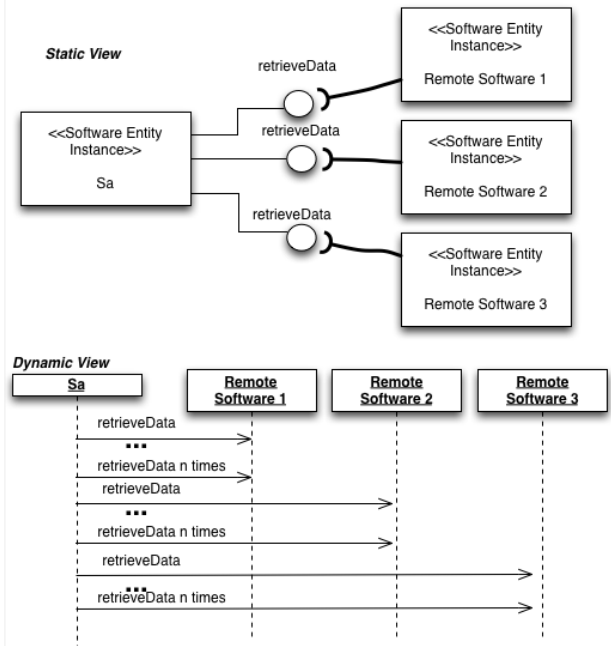 Static View
<<Software Entity
Instance>>
Sa
retrieveData
retrieveData
retrieveData
<<Software Entity
Instance>>
Remote Software 1
<<Software Entity
Instance>>
Remote Software 2
<<Software Entity
Instance>>
Remote Software 3
Dynamic View
Sa
Remote
Software 1
Remote
Software 2
Remote
Software 3
retrieveData
...
retrieveData n times
retrieveData
...
retrieveData n times
retrieveData
...
retrieveData n times